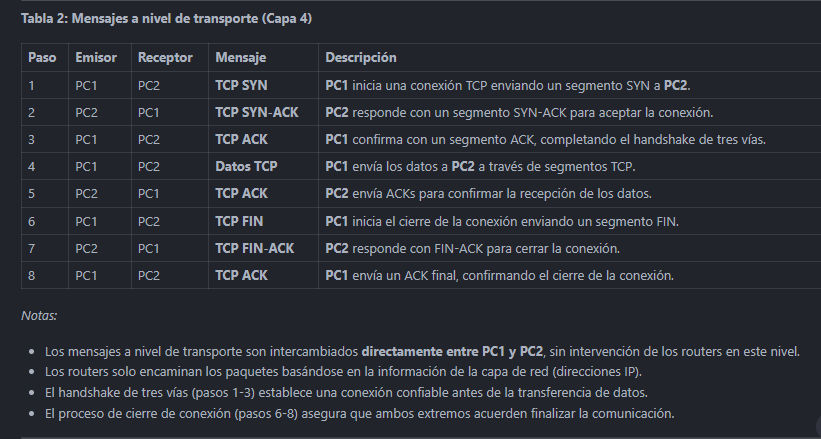 Tabla 2: Mensajes a nivel de transporte (Capa 4)
Paso Emisor Receptor Mensaje Descripción
1 PC1 PC2 TCP SYN PC1 inicia una conexión TCP enviando un segmento SYN a PC2.
2 PC2 PC1 TCP SYN-ACK PC2 responde con un segmento SYN-ACK para aceptar la conexión.
3 PC1 PC2 TCP ACK PC1 confirma con un segmento ACK, completando el handshake de tres vías.
4 PC1 PC2 Datos TCP PC1 envía los datos a PC2 a través de segmentos TCP.
5 PC2 PC1 TCP ACK PC2 envía ACKs para confirmar la recepción de los datos.
6 PC1 PC2 TCP FIN PC1 inicia el cierre de la conexión enviando un segmento FIN.
7 PC2 PC1 TCP FIN-ACK PC2 responde con FIN-ACK para cerrar la conexión.
8 PC1 PC2 TCP ACK PC1 envía un ACK final, confirmando el cierre de la conexión.
Notas:
• Los mensajes a nivel de transporte son intercambiados directamente entre PC1 y PC2, sin intervención de los routers en este nivel.
• Los routers solo encaminan los paquetes basándose en la información de la capa de red (direcciones IP).
• El handshake de tres vías (pasos 1-3) establece una conexión confiable antes de la transferencia de datos.
• El proceso de cierre de conexión (pasos 6-8) asegura que ambos extremos acuerden finalizar la comunicación.